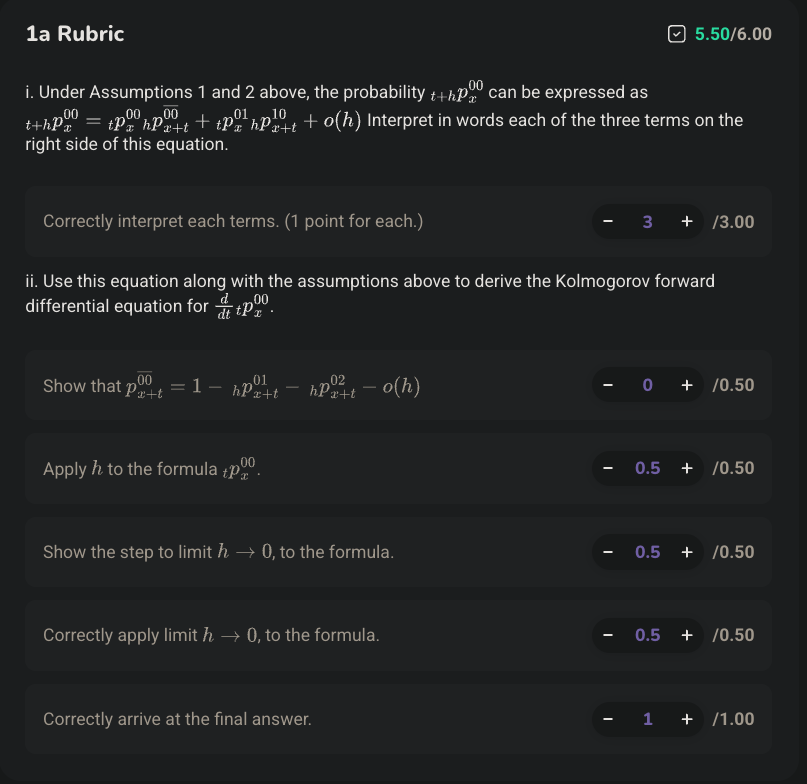 1a Rubric
5.50/6.00
i. Under Assumptions 1 and 2 above, the probability $_{t+h}p_x^{00}$ can be expressed as
$_{t+h}p_x^{00} = {}_tp_x^{00} \, {}_hp_{x+t}^{\overline{00}} + {}_tp_x^{01} \, {}_hp_{x+t}^{10} + o(h)$ Interpret in words each of the three terms on the
right side of this equation.
Correctly interpret each terms. (1 point for each.)
− 3 + /3.00
ii. Use this equation along with the assumptions above to derive the Kolmogorov forward
differential equation for $\frac{d}{dt} {}_tp_x^{00}$.
Show that $p_{x+t}^{\overline{00}} = 1 - {}_hp_{x+t}^{01} - {}_hp_{x+t}^{02} - o(h)$
− 0 + /0.50
Apply $h$ to the formula ${}_tp_x^{00}$.
− 0.5 + /0.50
Show the step to limit $h \to 0$, to the formula.
− 0.5 + /0.50
Correctly apply limit $h \to 0$, to the formula.
− 0.5 + /0.50
Correctly arrive at the final answer.
− 1 + /1.00